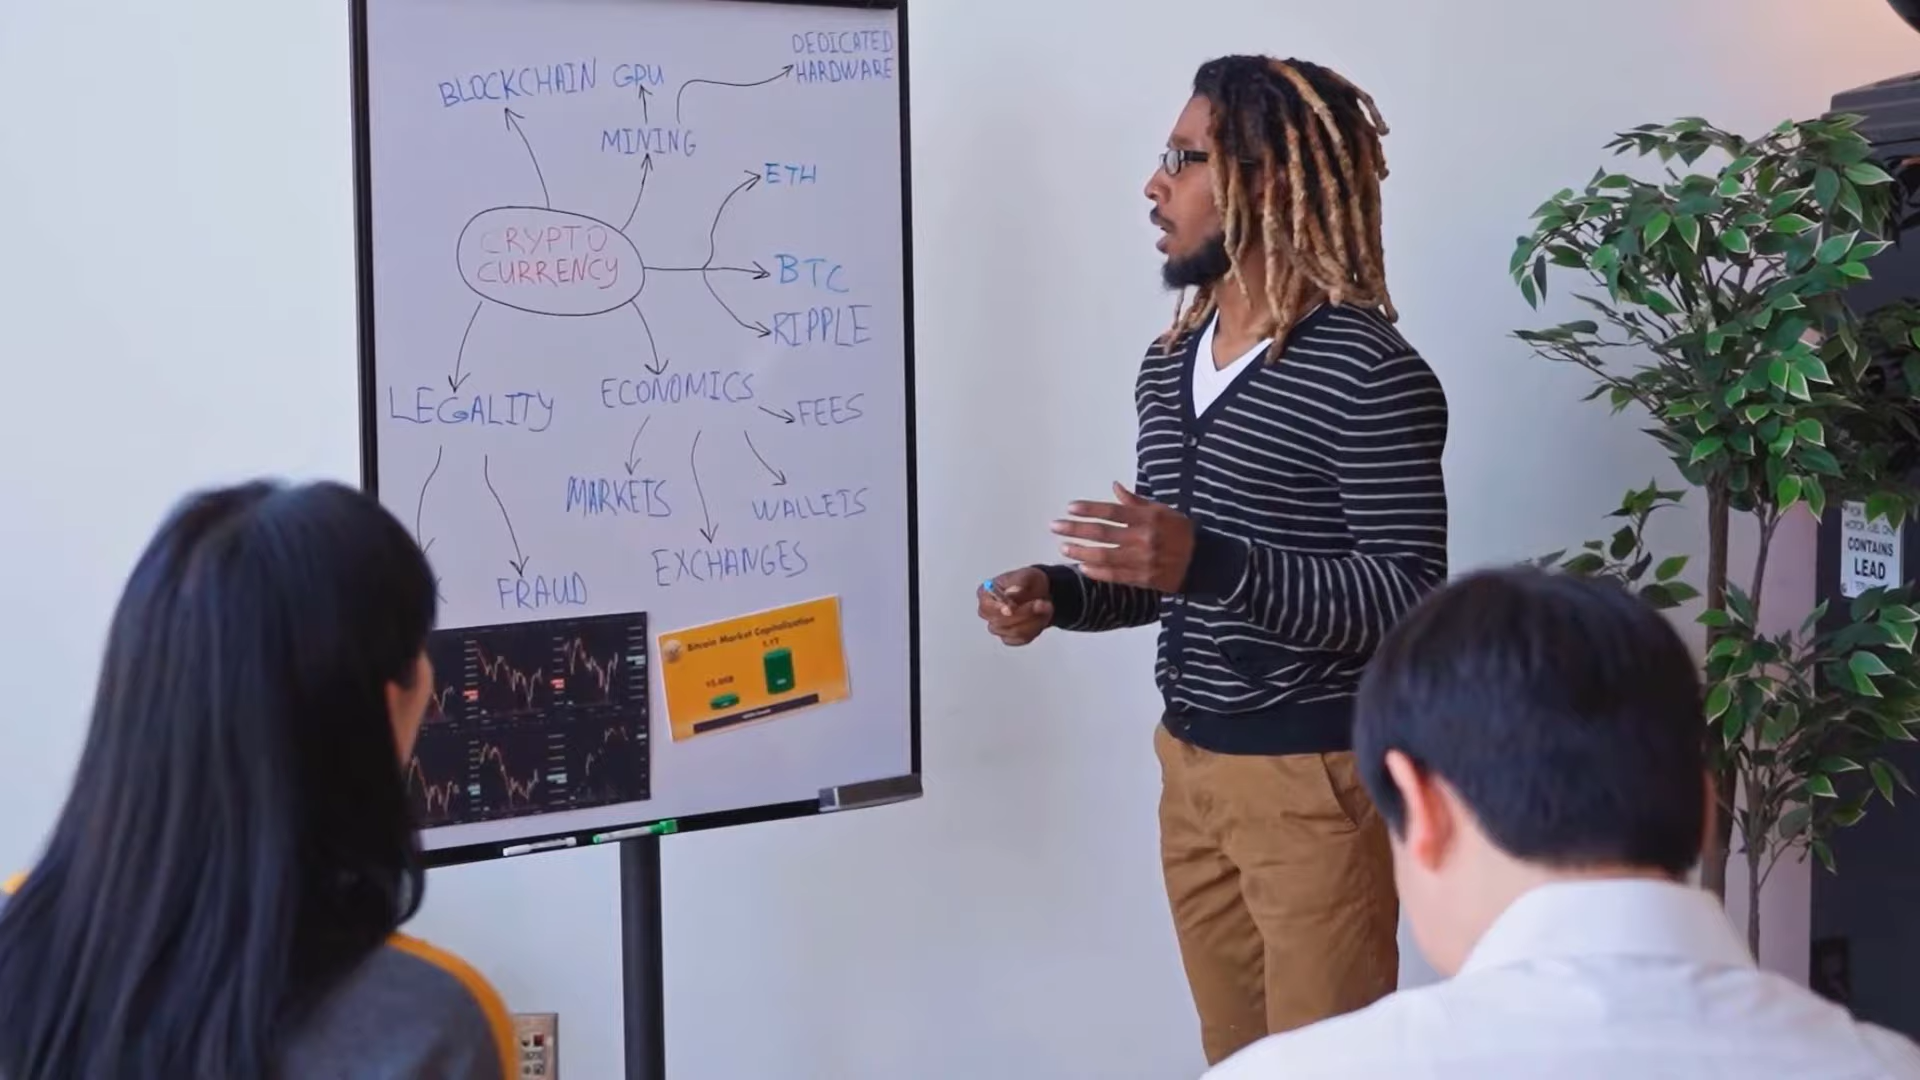 DEDICATED
HARDWARE
BLOCKCHAIN
GPU
MINING
ETH
CRYPTO
CURRENCY
BTC
RIPPLE
LEGALITY
ECONOMICS
FEES
MARKETS
WALLETS
EXCHANGES
FRAUD
Bitcoin Market Capitalization
CONTAINS
LEAD